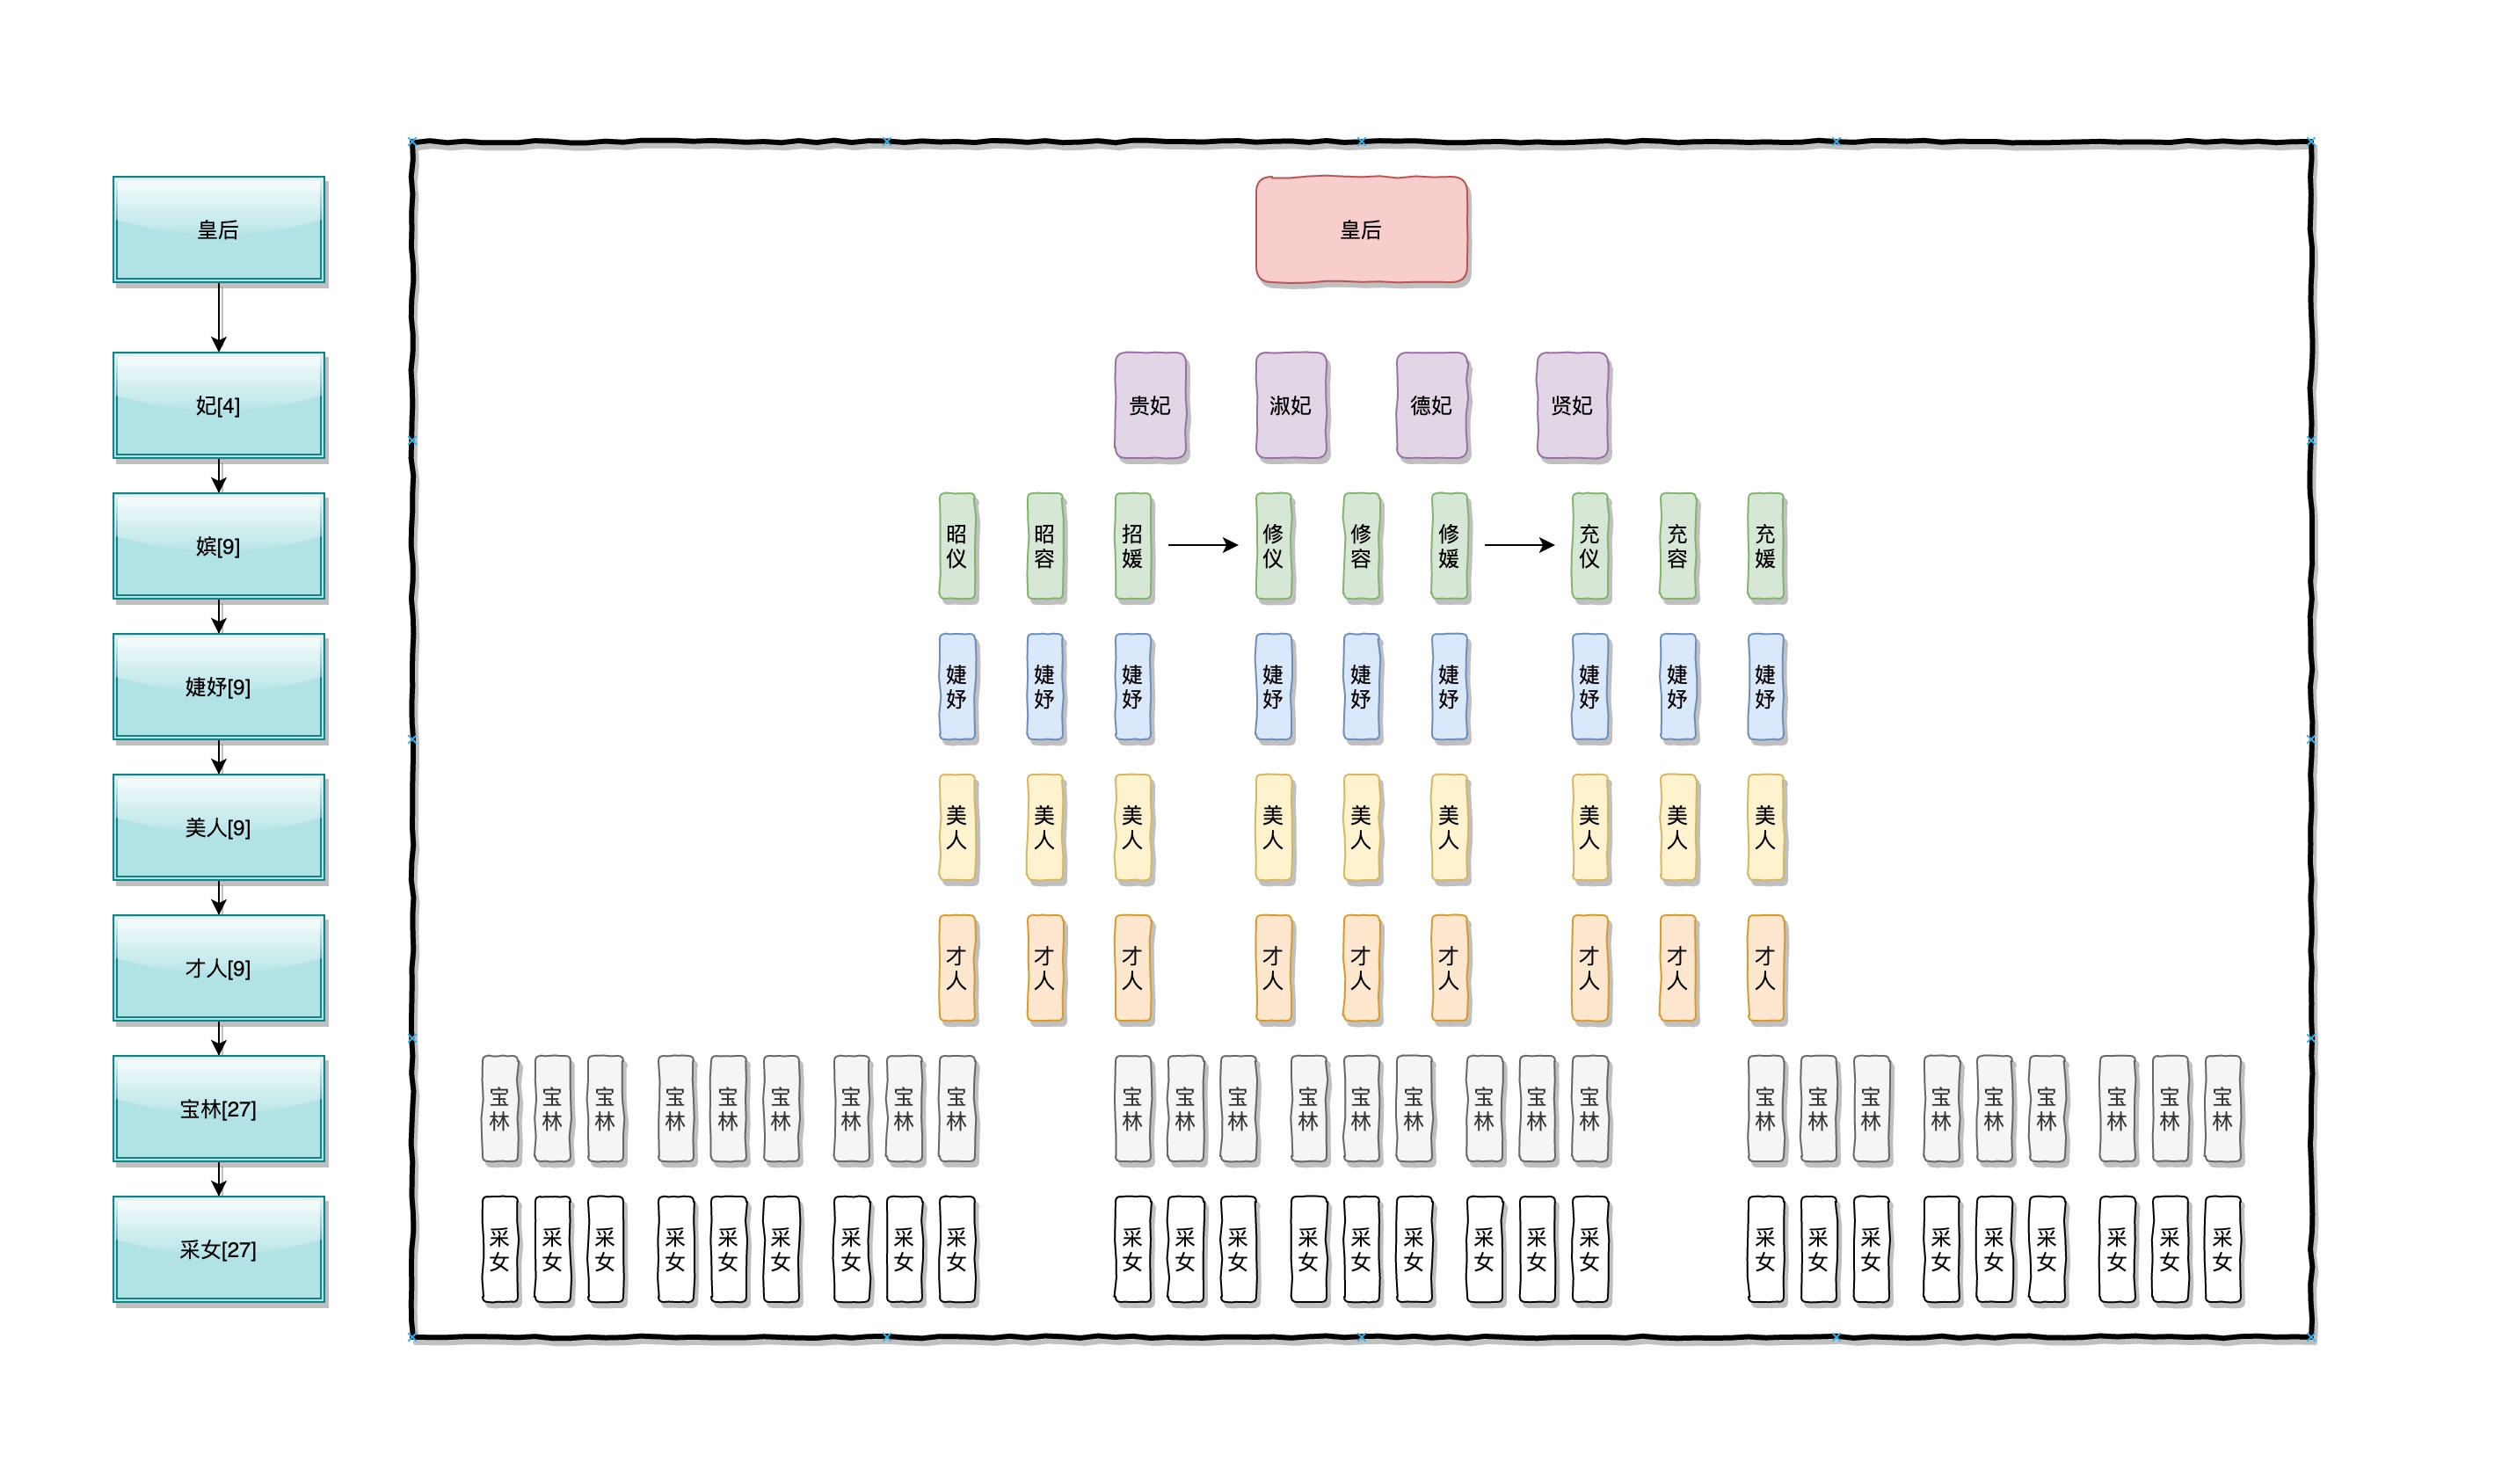 皇后
妃[4]
嫔[9]
婕妤[9]
美人[9]
才人[9]
宝林[27]
采女[27]
皇后
贵妃 淑妃 德妃 贤妃
昭仪 昭容 招媛 修仪 修容 修媛 充仪 充容 充媛
婕妤 婕妤 婕妤 婕妤 婕妤 婕妤 婕妤 婕妤 婕妤
美人 美人 美人 美人 美人 美人 美人 美人 美人
才人 才人 才人 才人 才人 才人 才人 才人 才人
宝林 宝林 宝林 宝林 宝林 宝林 宝林 宝林 宝林 宝林 宝林 宝林 宝林 宝林 宝林 宝林 宝林 宝林 宝林 宝林 宝林 宝林 宝林 宝林 宝林 宝林 宝林
采女 采女 采女 采女 采女 采女 采女 采女 采女 采女 采女 采女 采女 采女 采女 采女 采女 采女 采女 采女 采女 采女 采女 采女 采女 采女 采女